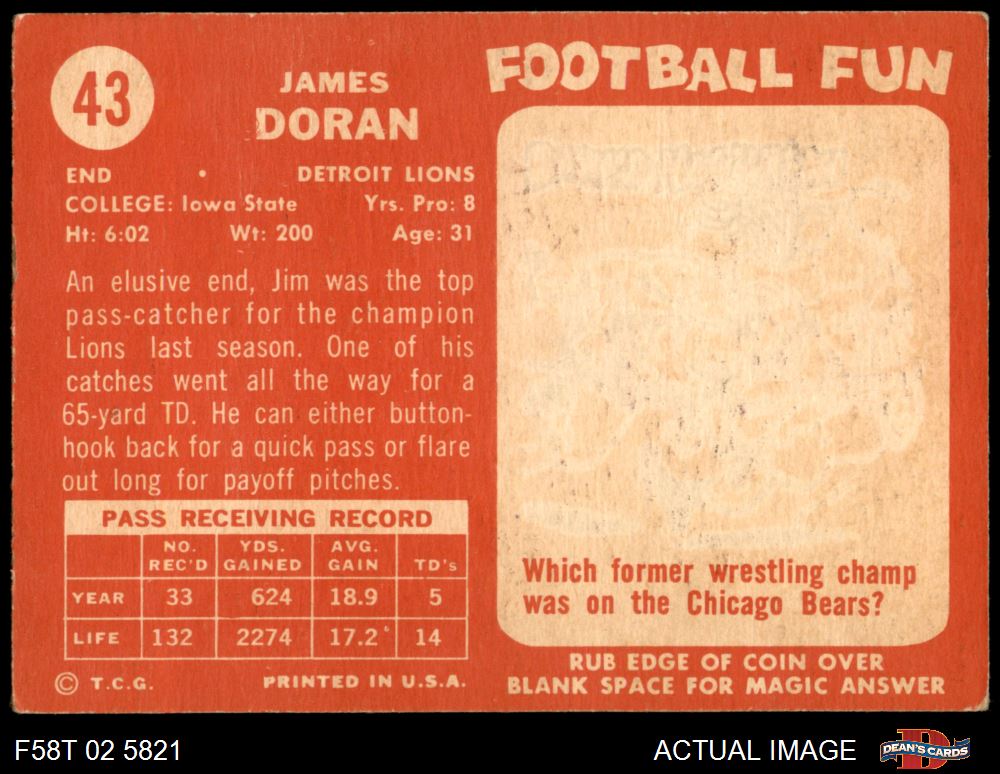 43
JAMES
DORAN
END • DETROIT LIONS
COLLEGE: Iowa State Yrs. Pro: 8
Ht: 6:02 Wt: 200 Age: 31
An elusive end, Jim was the top
pass-catcher for the champion
Lions last season. One of his
catches went all the way for a
65-yard TD. He can either button-
hook back for a quick pass or flare
out long for payoff pitches.
PASS RECEIVING RECORD
NO. REC'D YDS. GAINED AVG. GAIN TD's
YEAR 33 624 18.9 5
LIFE 132 2274 17.2 14
© T.C.G. PRINTED IN U.S.A.
FOOTBALL FUN
Which former wrestling champ
was on the Chicago Bears?
RUB EDGE OF COIN OVER
BLANK SPACE FOR MAGIC ANSWER
F58T 02 5821
ACTUAL IMAGE
DEAN'S CARDS